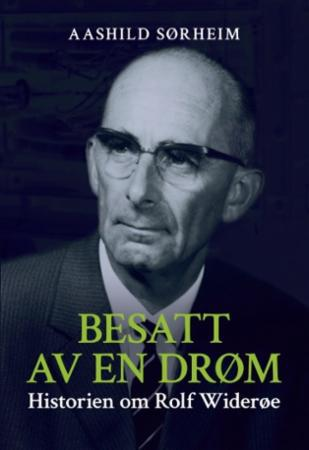 AASHILD SØRHEIM
BESATT
AV EN DRØM
Historien om Rolf Widerøe